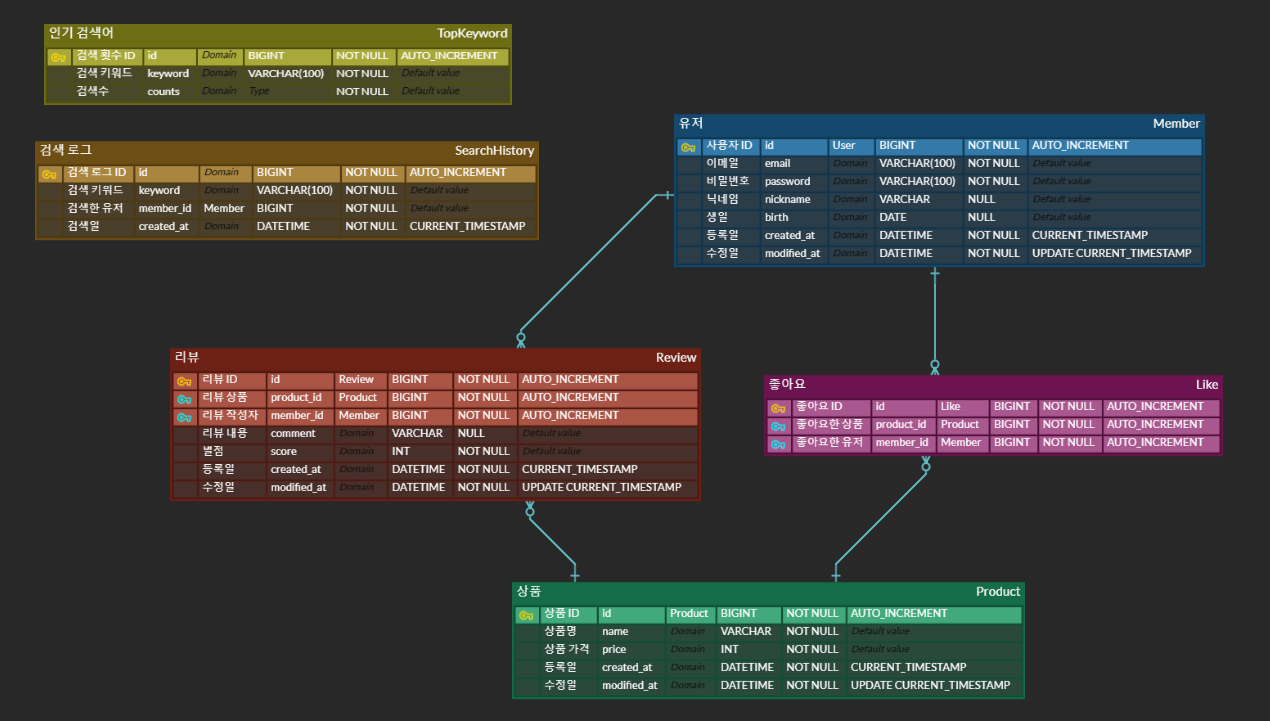 인기 검색어 TopKeyword
검색 횟수 ID id Domain BIGINT NOT NULL AUTO_INCREMENT
검색 키워드 keyword Domain VARCHAR(100) NOT NULL Default value
검색수 counts Domain Type NOT NULL Default value
검색 로그 SearchHistory
검색 로그 ID id Domain BIGINT NOT NULL AUTO_INCREMENT
검색 키워드 keyword Domain VARCHAR(100) NOT NULL Default value
검색한 유저 member_id Member BIGINT NOT NULL Default value
검색일 created_at Domain DATETIME NOT NULL CURRENT_TIMESTAMP
유저 Member
사용자 ID id User BIGINT NOT NULL AUTO_INCREMENT
이메일 email Domain VARCHAR(100) NOT NULL Default value
비밀번호 password Domain VARCHAR(100) NOT NULL Default value
닉네임 nickname Domain VARCHAR NULL Default value
생일 birth Domain DATE NULL Default value
등록일 created_at Domain DATETIME NOT NULL CURRENT_TIMESTAMP
수정일 modified_at Domain DATETIME NOT NULL UPDATE CURRENT_TIMESTAMP
리뷰 Review
리뷰 ID id Review BIGINT NOT NULL AUTO_INCREMENT
리뷰 상품 product_id Product BIGINT NOT NULL AUTO_INCREMENT
리뷰 작성자 member_id Member BIGINT NOT NULL AUTO_INCREMENT
리뷰 내용 comment Domain VARCHAR NULL Default value
별점 score Domain INT NOT NULL Default value
등록일 created_at Domain DATETIME NOT NULL CURRENT_TIMESTAMP
수정일 modified_at Domain DATETIME NOT NULL UPDATE CURRENT_TIMESTAMP
좋아요 Like
좋아요 ID id Like BIGINT NOT NULL AUTO_INCREMENT
좋아요한 상품 product_id Product BIGINT NOT NULL AUTO_INCREMENT
좋아요한 유저 member_id Member BIGINT NOT NULL AUTO_INCREMENT
상품 Product
상품 ID id Product BIGINT NOT NULL AUTO_INCREMENT
상품명 name Domain VARCHAR NOT NULL Default value
상품 가격 price Domain INT NOT NULL Default value
등록일 created_at Domain DATETIME NOT NULL CURRENT_TIMESTAMP
수정일 modified_at Domain DATETIME NOT NULL UPDATE CURRENT_TIMESTAMP